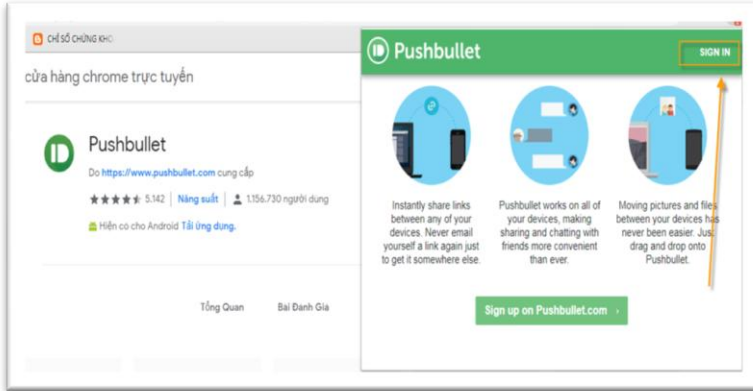 CHỈ SỐ CHỨNG KHO
cửa hàng chrome trực tuyến
Pushbullet
Do https://www.pushbullet.com cung cấp
5.142 | Năng suất | 1.156.730 người dùng
Hiện có cho Android Tải ứng dụng.
Tổng Quan Bài Đánh Giá
Pushbullet
SIGN IN
Instantly share links
between any of your
devices. Never email
yourself a link again just
to get it somewhere else.
Pushbullet works on all of
your devices, making
sharing and chatting with
friends more convenient
than ever.
Moving pictures and files
between your devices has
never been easier. Just
drag and drop onto
Pushbullet.
Sign up on Pushbullet.com ›